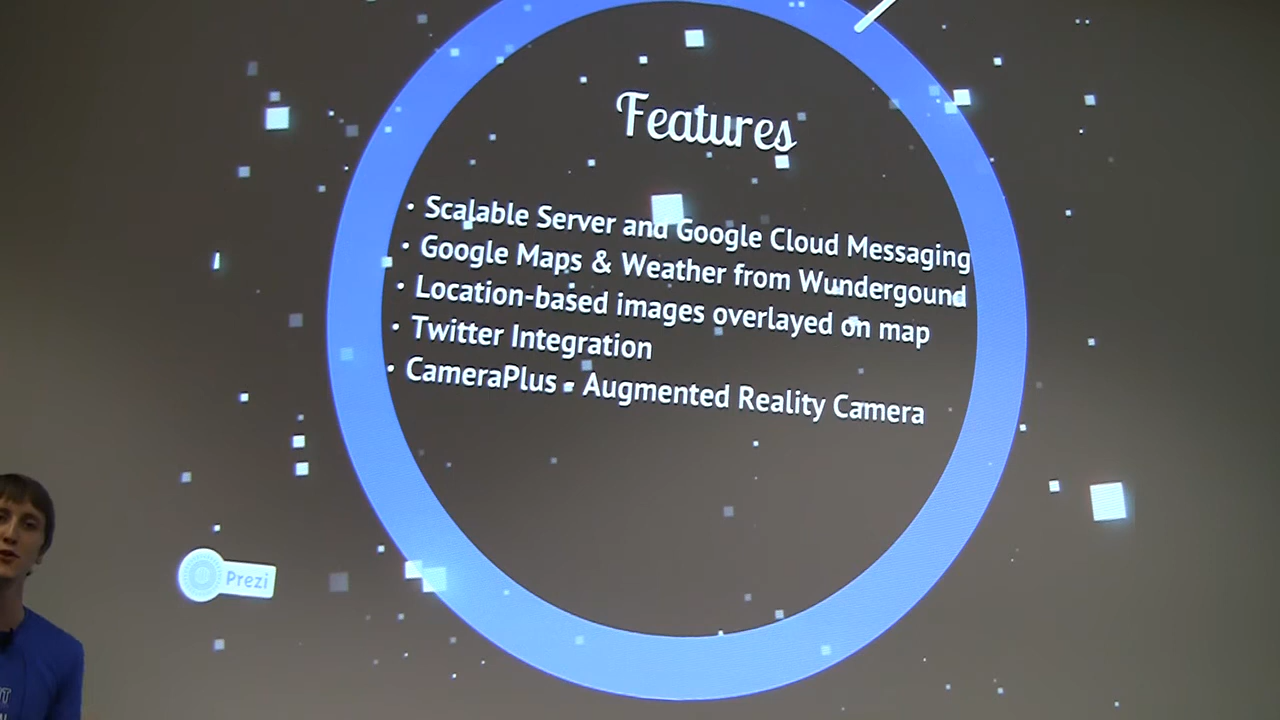 Features
• Scalable Server and Google Cloud Messaging
• Google Maps & Weather from Wundergound
• Location-based images overlayed on map
• Twitter Integration
• CameraPlus - Augmented Reality Camera
Prezi